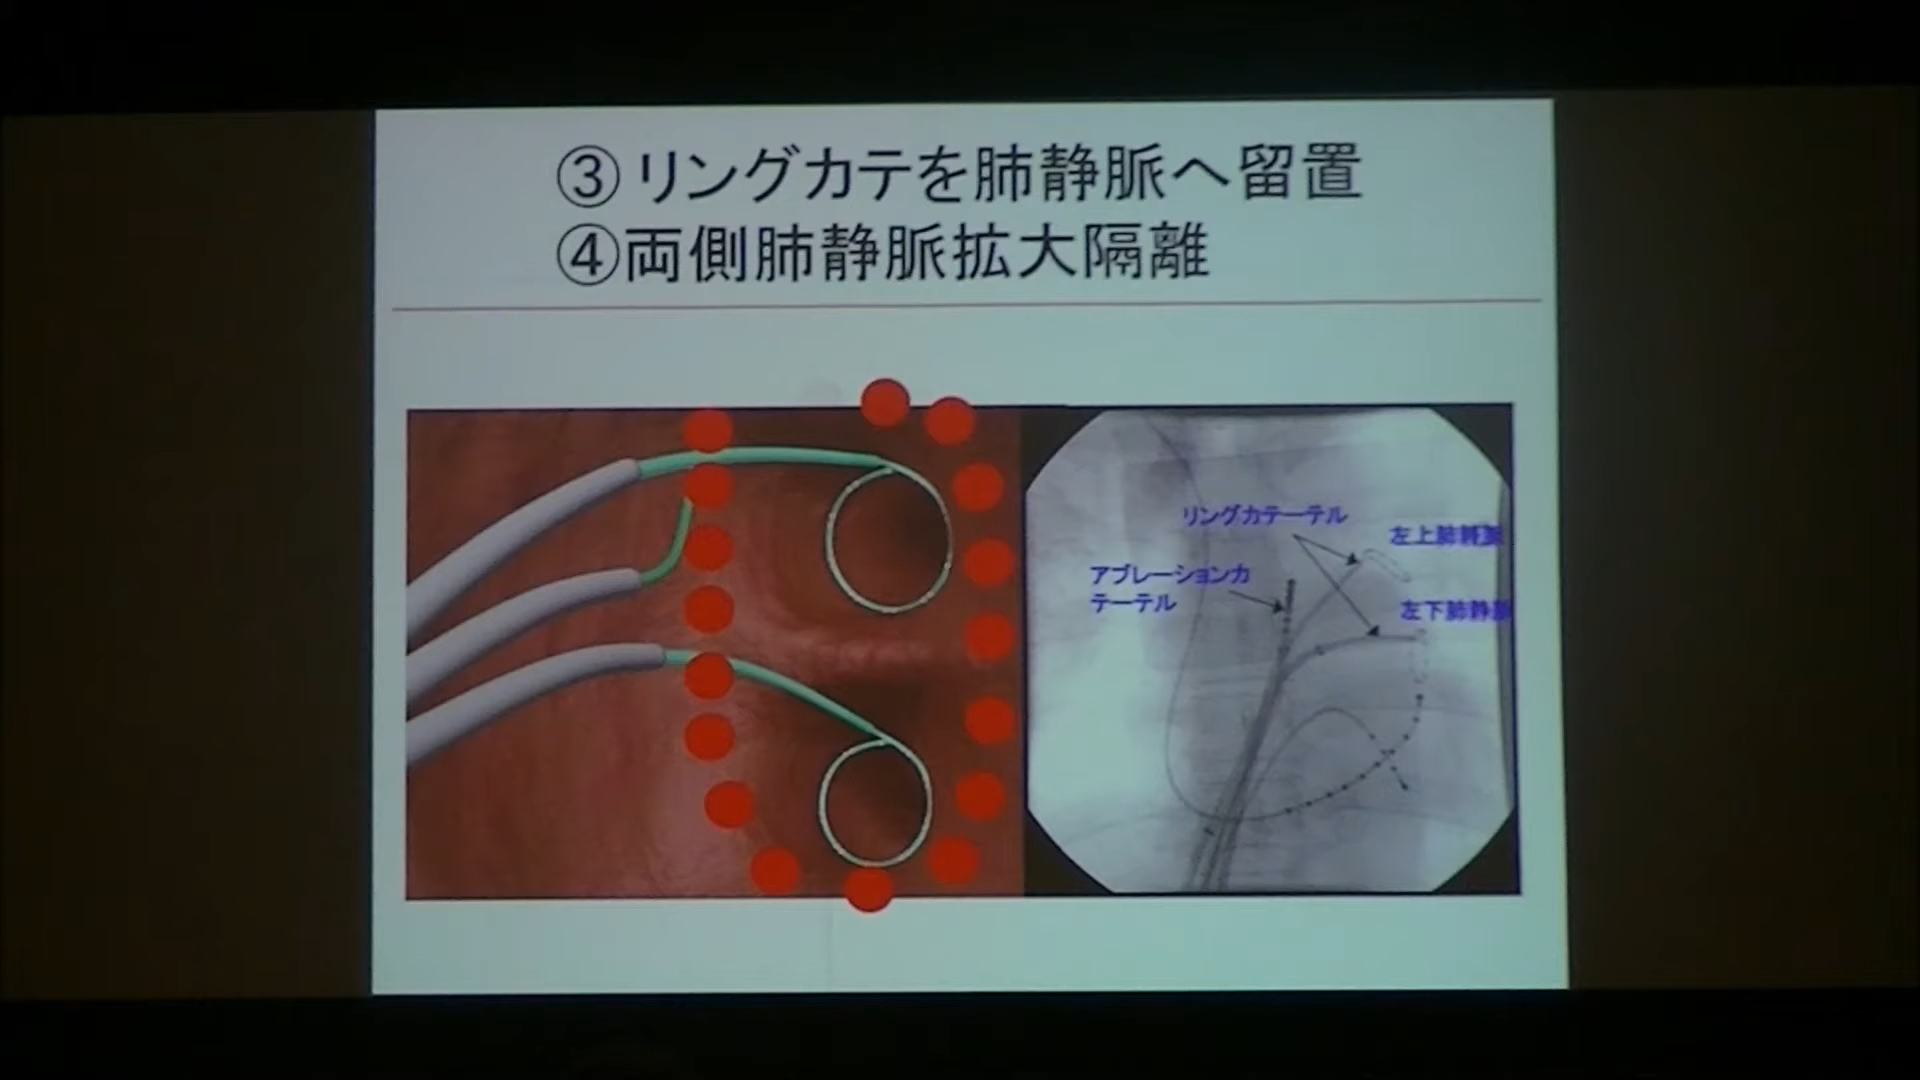 ③リングカテを肺静脈へ留置
④両側肺静脈拡大隔離
リングカテーテル
左上肺静脈
アブレーションカ
テーテル
左下肺静脈